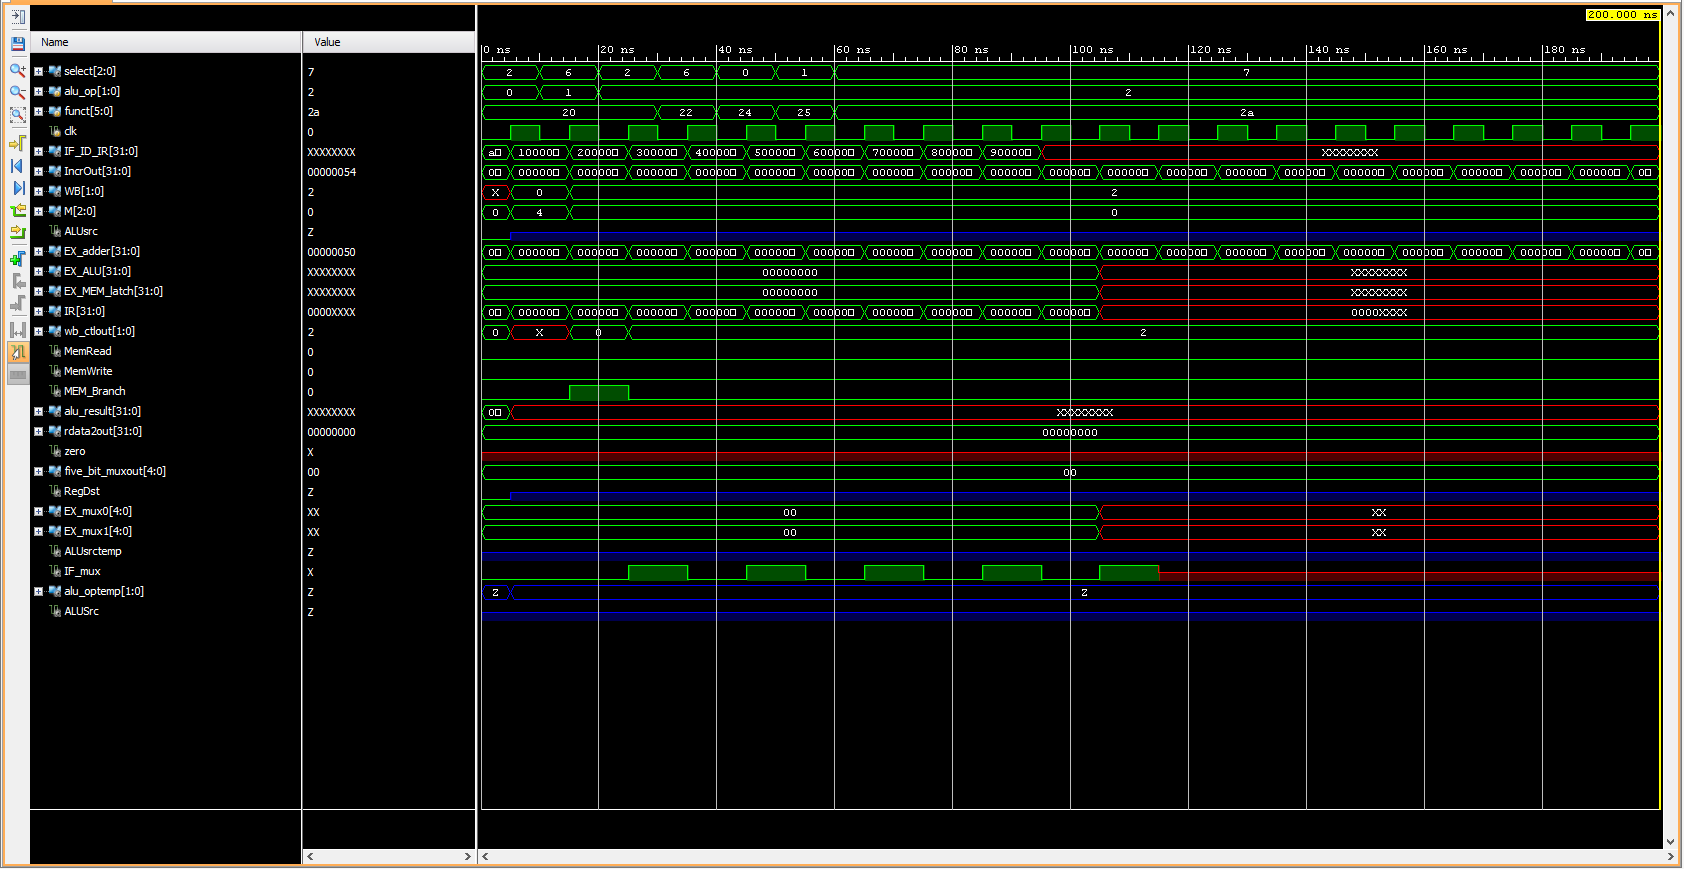 200.000 ns
Name Value
0 ns 20 ns 40 ns 60 ns 80 ns 100 ns 120 ns 140 ns 160 ns 180 ns
select[2:0] 7 2 6 2 6 0 1 7
alu_op[1:0] 2 0 1 2
funct[5:0] 2a 20 22 24 25 2a
clk 0
IF_ID_IR[31:0] XXXXXXXX a 100000 200000 300000 400000 500000 600000 700000 800000 900000 XXXXXXXX
IncrOut[31:0] 00000054 0 000000 000000 000000 000000 000000 000000 000000 000000 000000 000000 000000 000000 000000 000000 000000 000000 000000 000000 000000 0
WB[1:0] 2 X 0 2
M[2:0] 0 0 4 0
ALUsrc Z
EX_adder[31:0] 00000050 0 000000 000000 000000 000000 000000 000000 000000 000000 000000 000000 000000 000000 000000 000000 000000 000000 000000 000000 000000 0
EX_ALU[31:0] XXXXXXXX 00000000 XXXXXXXX
EX_MEM_latch[31:0] XXXXXXXX 00000000 XXXXXXXX
IR[31:0] 0000XXXX 0 000000 000000 000000 000000 000000 000000 000000 000000 000000 000000 0000XXXX
wb_ctlout[1:0] 2 0 X 0 2
MemRead 0
MemWrite 0
MEM_Branch 0
alu_result[31:0] XXXXXXXX 0 XXXXXXXX
rdata2out[31:0] 00000000 00000000
zero X
five_bit_muxout[4:0] 00 00
RegDst Z
EX_mux0[4:0] XX 00 XX
EX_mux1[4:0] XX 00 XX
ALUsrctemp Z
IF_mux X
alu_optemp[1:0] Z Z Z
ALUSrc Z